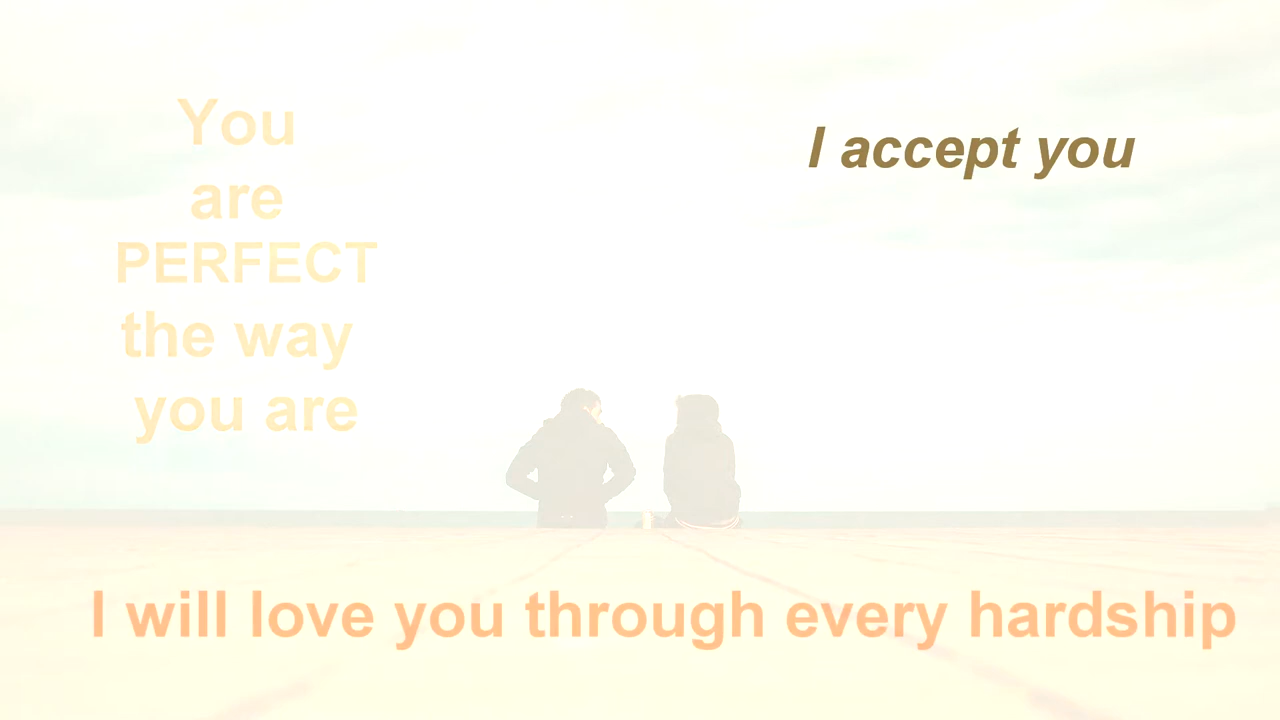 You
are
PERFECT
the way
you are
I accept you
I will love you through every hardship